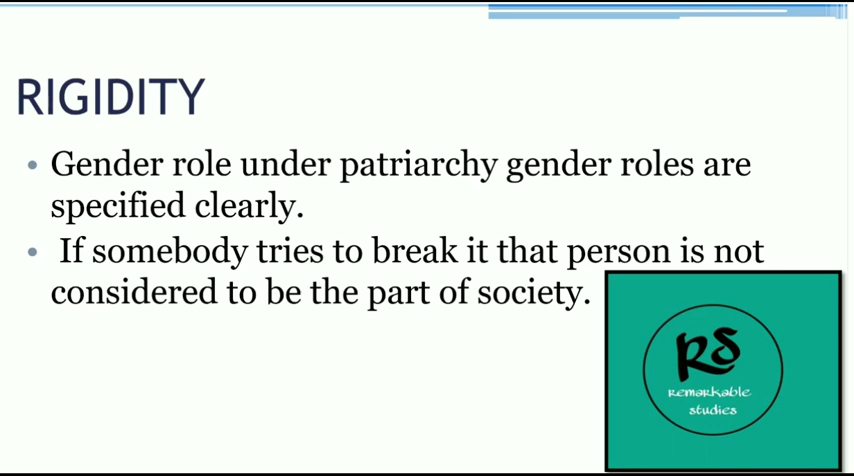 RIGIDITY
Gender role under patriarchy gender roles are
specified clearly.
If somebody tries to break it that person is not
considered to be the part of society.
RS
Remarkable
studies